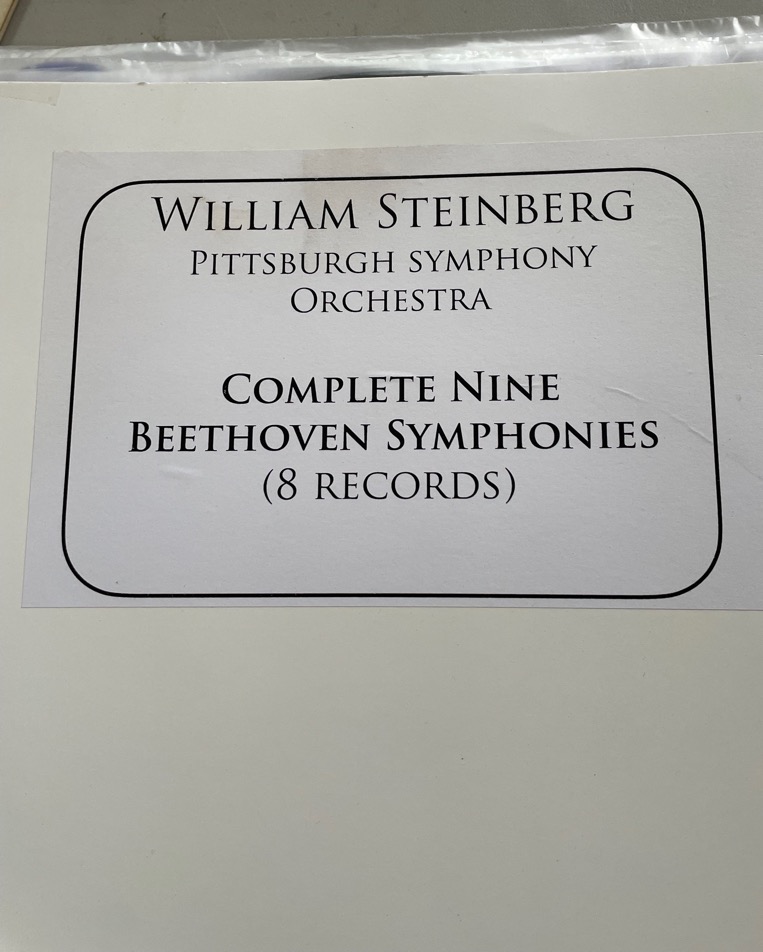 William Steinberg
Pittsburgh symphony
Orchestra
Complete Nine
Beethoven Symphonies
(8 records)